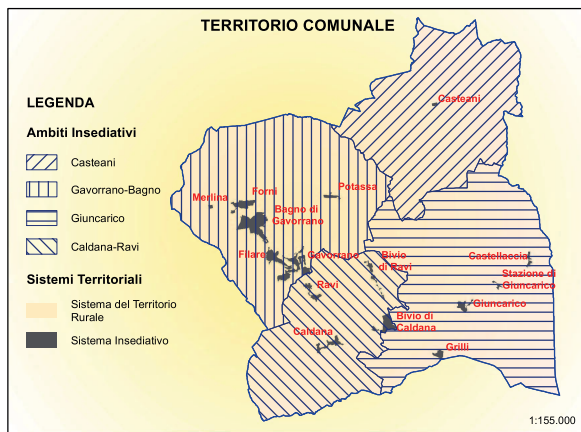 TERRITORIO COMUNALE
LEGENDA
Ambiti Insediativi
Casteani
Gavorrano-Bagno
Giuncarico
Caldana-Ravi
Sistemi Territoriali
Sistema del Territorio
Rurale
Sistema Insediativo
Casteani
Potassa
Merlina
Forni
Bagno di
Gavorrano
Filare
Gavorrano
Bivio
di Ravi
Ravi
Castellaccia
Stazione di
Giuncarico
Giuncarico
Bivio di
Caldana
Caldana
Grilli
1:155.000